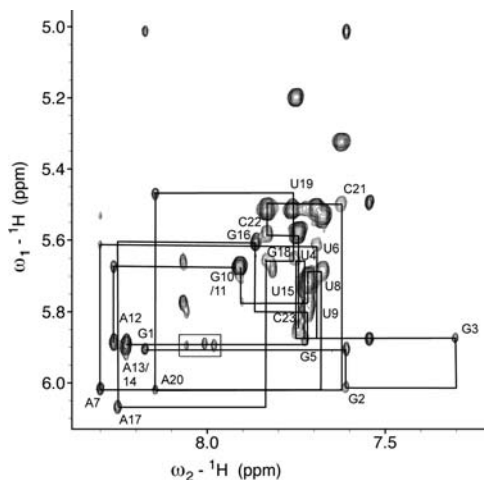 5.0
5.2
5.4
5.6
5.8
6.0
ω₁ - ¹H (ppm)
U19
C21
C22
G16
G18
U4
U6
G10
/11
U15
U8
U9
A12
G1
C23
A13/
14
A20
G5
G3
A7
A17
G2
8.0
7.5
ω₂ - ¹H (ppm)